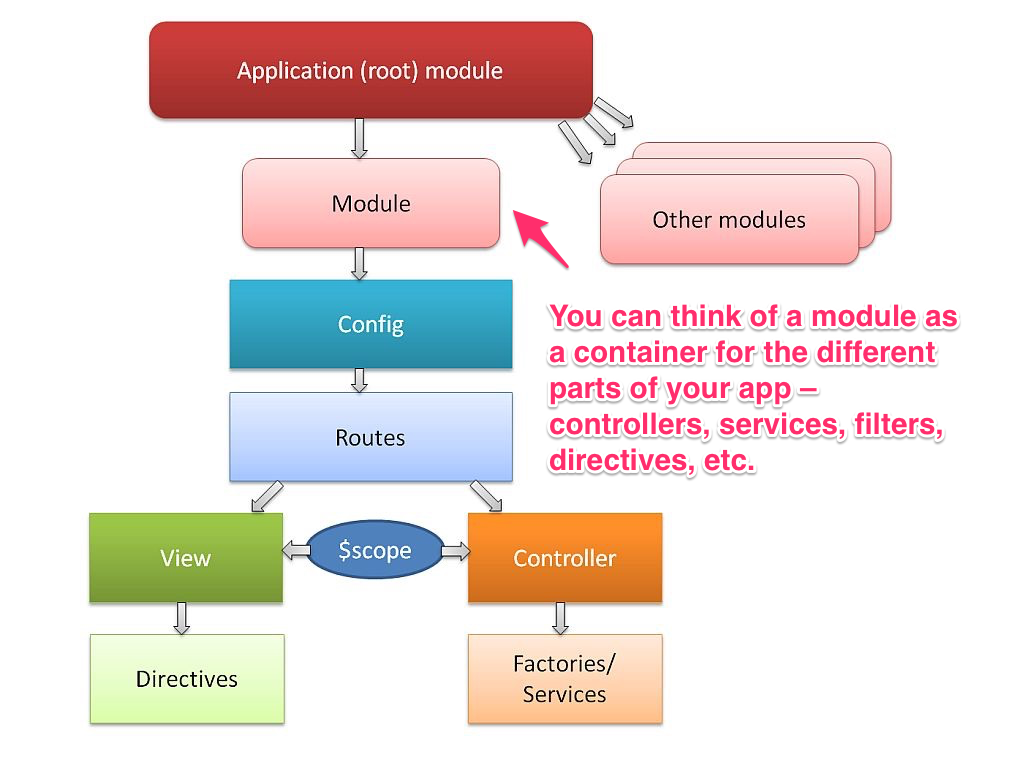 Application (root) module
Module
Other modules
Config
You can think of a module as
a container for the different
parts of your app –
controllers, services, filters,
directives, etc.
Routes
View
$scope
Controller
Directives
Factories/
Services